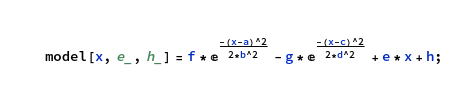 model[x, e_, h_] = f * ⅇ^(-(x-a)^2/2*b^2) - g * ⅇ^(-(x-c)^2/2*d^2) + e * x + h;